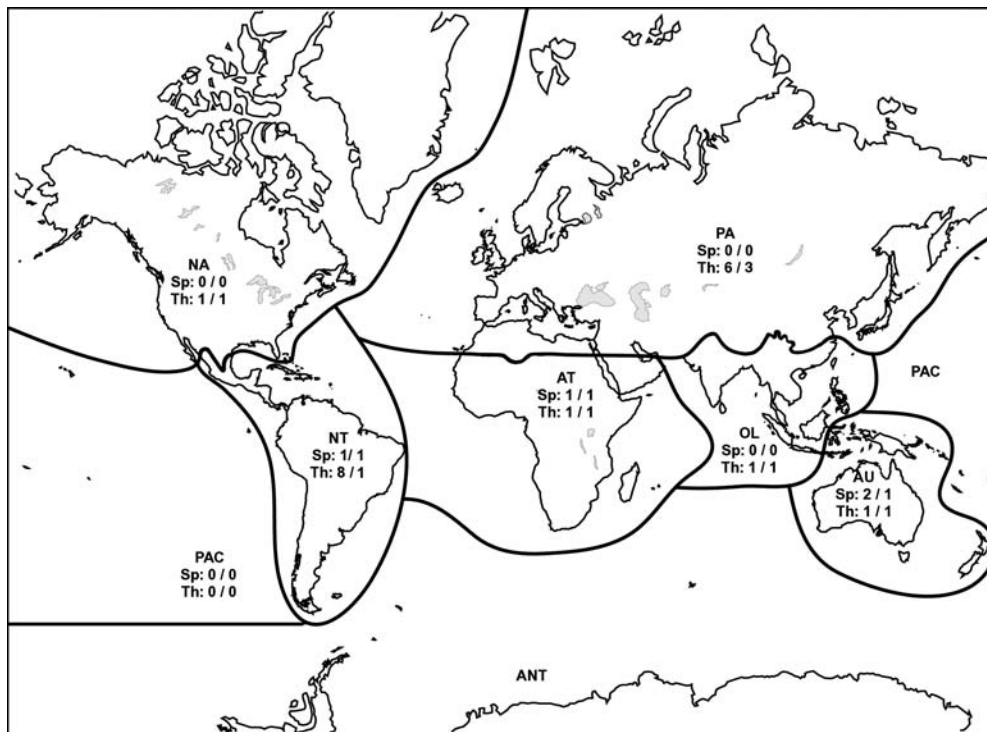 NA
Sp: 0 / 0
Th: 1 / 1
PA
Sp: 0 / 0
Th: 6 / 3
AT
Sp: 1 / 1
Th: 1 / 1
PAC
NT
Sp: 1/ 1
Th: 8 / 1
OL
Sp: 0 / 0
Th: 1 / 1
AU
Sp: 2 / 1
Th: 1 / 1
PAC
Sp: 0 / 0
Th: 0 / 0
ANT